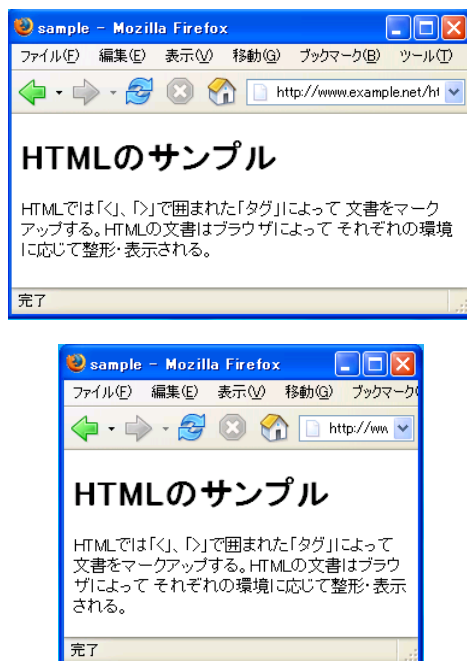 sample - Mozilla Firefox
ファイル(F) 編集(E) 表示(V) 移動(G) ブックマーク(B) ツール(T)
http://www.example.net/ht
HTMLのサンプル
HTMLでは「<」、「>」で囲まれた「タグ」によって 文書をマーク
アップする。HTMLの文書はブラウザによって それぞれの環境
に応じて整形・表示される。
完了
sample - Mozilla Firefox
ファイル(F) 編集(E) 表示(V) 移動(G) ブックマーク(
http://ww
HTMLのサンプル
HTMLでは「<」、「>」で囲まれた「タグ」によって
文書をマークアップする。HTMLの文書はブラウ
ザによって それぞれの環境に応じて整形・表示
される。
完了